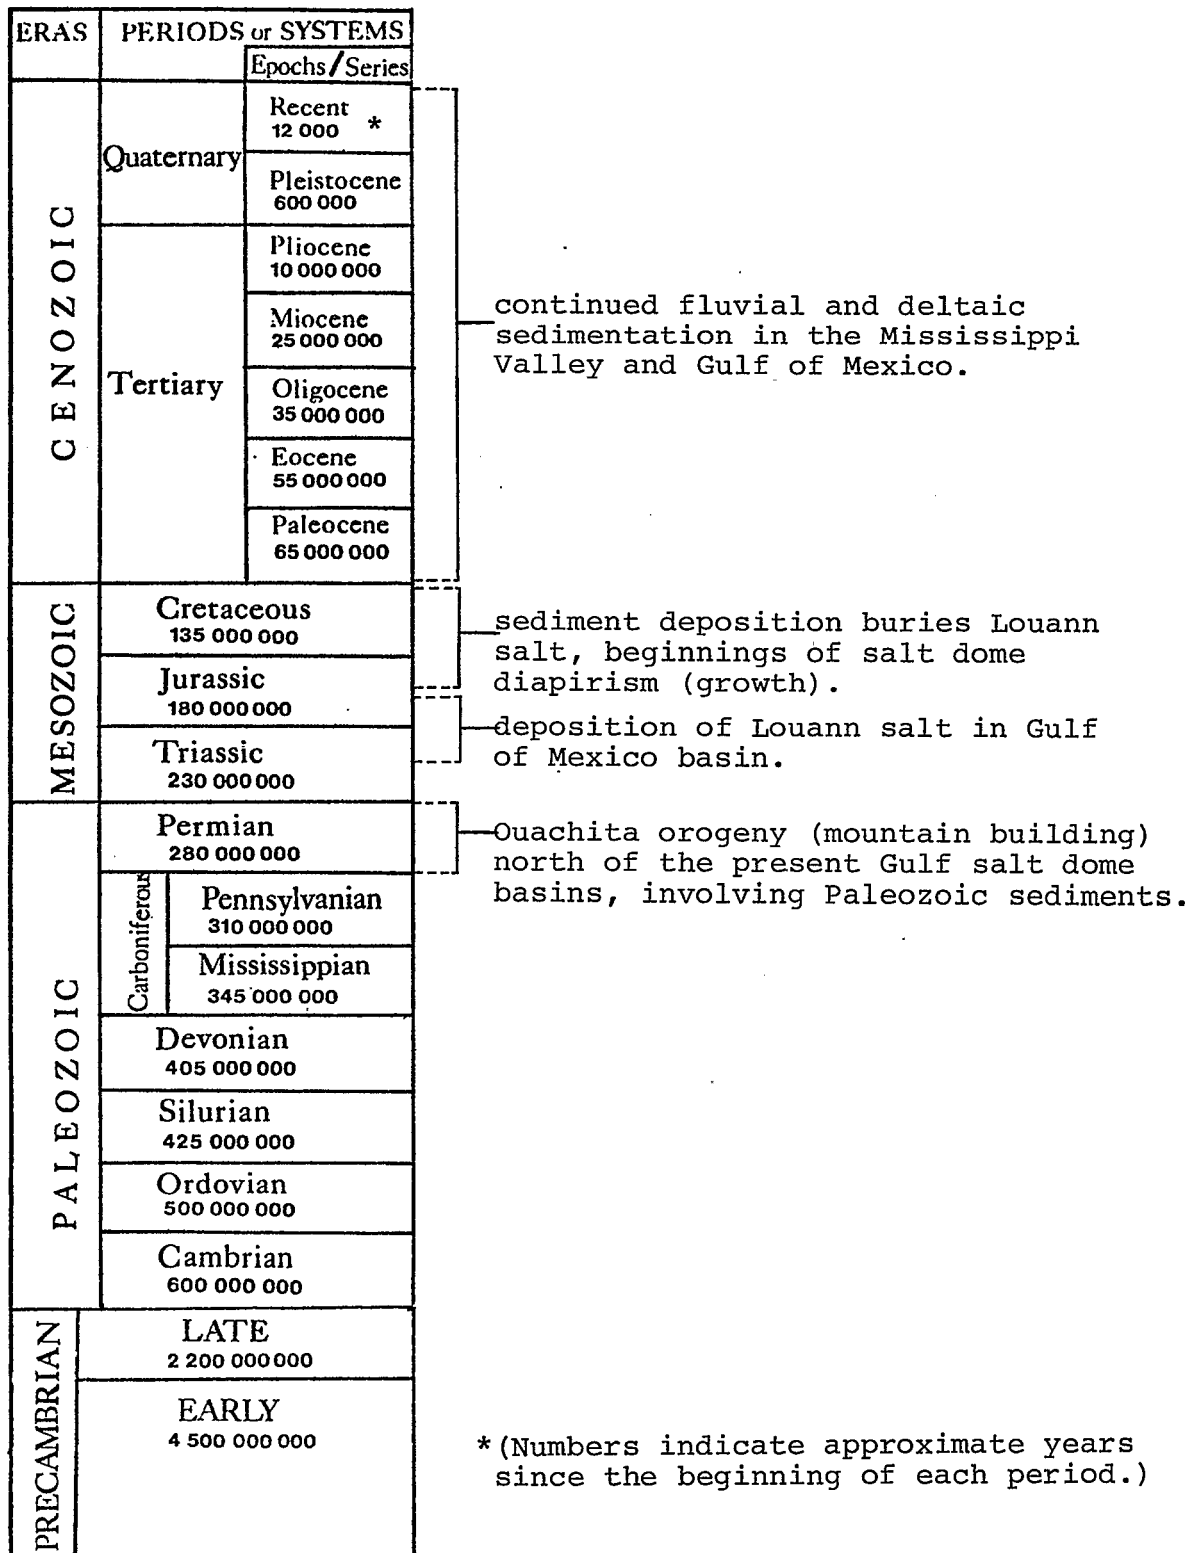 ERAS
PERIODS or SYSTEMS
Epochs/Series
CENOZOIC
Quaternary
Recent
12 000 *
Pleistocene
600 000
Tertiary
Pliocene
10 000 000
Miocene
25 000 000
Oligocene
35 000 000
Eocene
55 000 000
Paleocene
65 000 000
continued fluvial and deltaic
sedimentation in the Mississippi
Valley and Gulf of Mexico.
MESOZOIC
Cretaceous
135 000 000
Jurassic
180 000 000
Triassic
230 000 000
sediment deposition buries Louann
salt, beginnings of salt dome
diapirism (growth).
deposition of Louann salt in Gulf
of Mexico basin.
PALEOZOIC
Permian
280 000 000
Ouachita orogeny (mountain building)
north of the present Gulf salt dome
basins, involving Paleozoic sediments.
Carboniferous
Pennsylvanian
310 000 000
Mississippian
345 000 000
Devonian
405 000 000
Silurian
425 000 000
Ordovian
500 000 000
Cambrian
600 000 000
PRECAMBRIAN
LATE
2 200 000 000
EARLY
4 500 000 000
*(Numbers indicate approximate years
since the beginning of each period.)